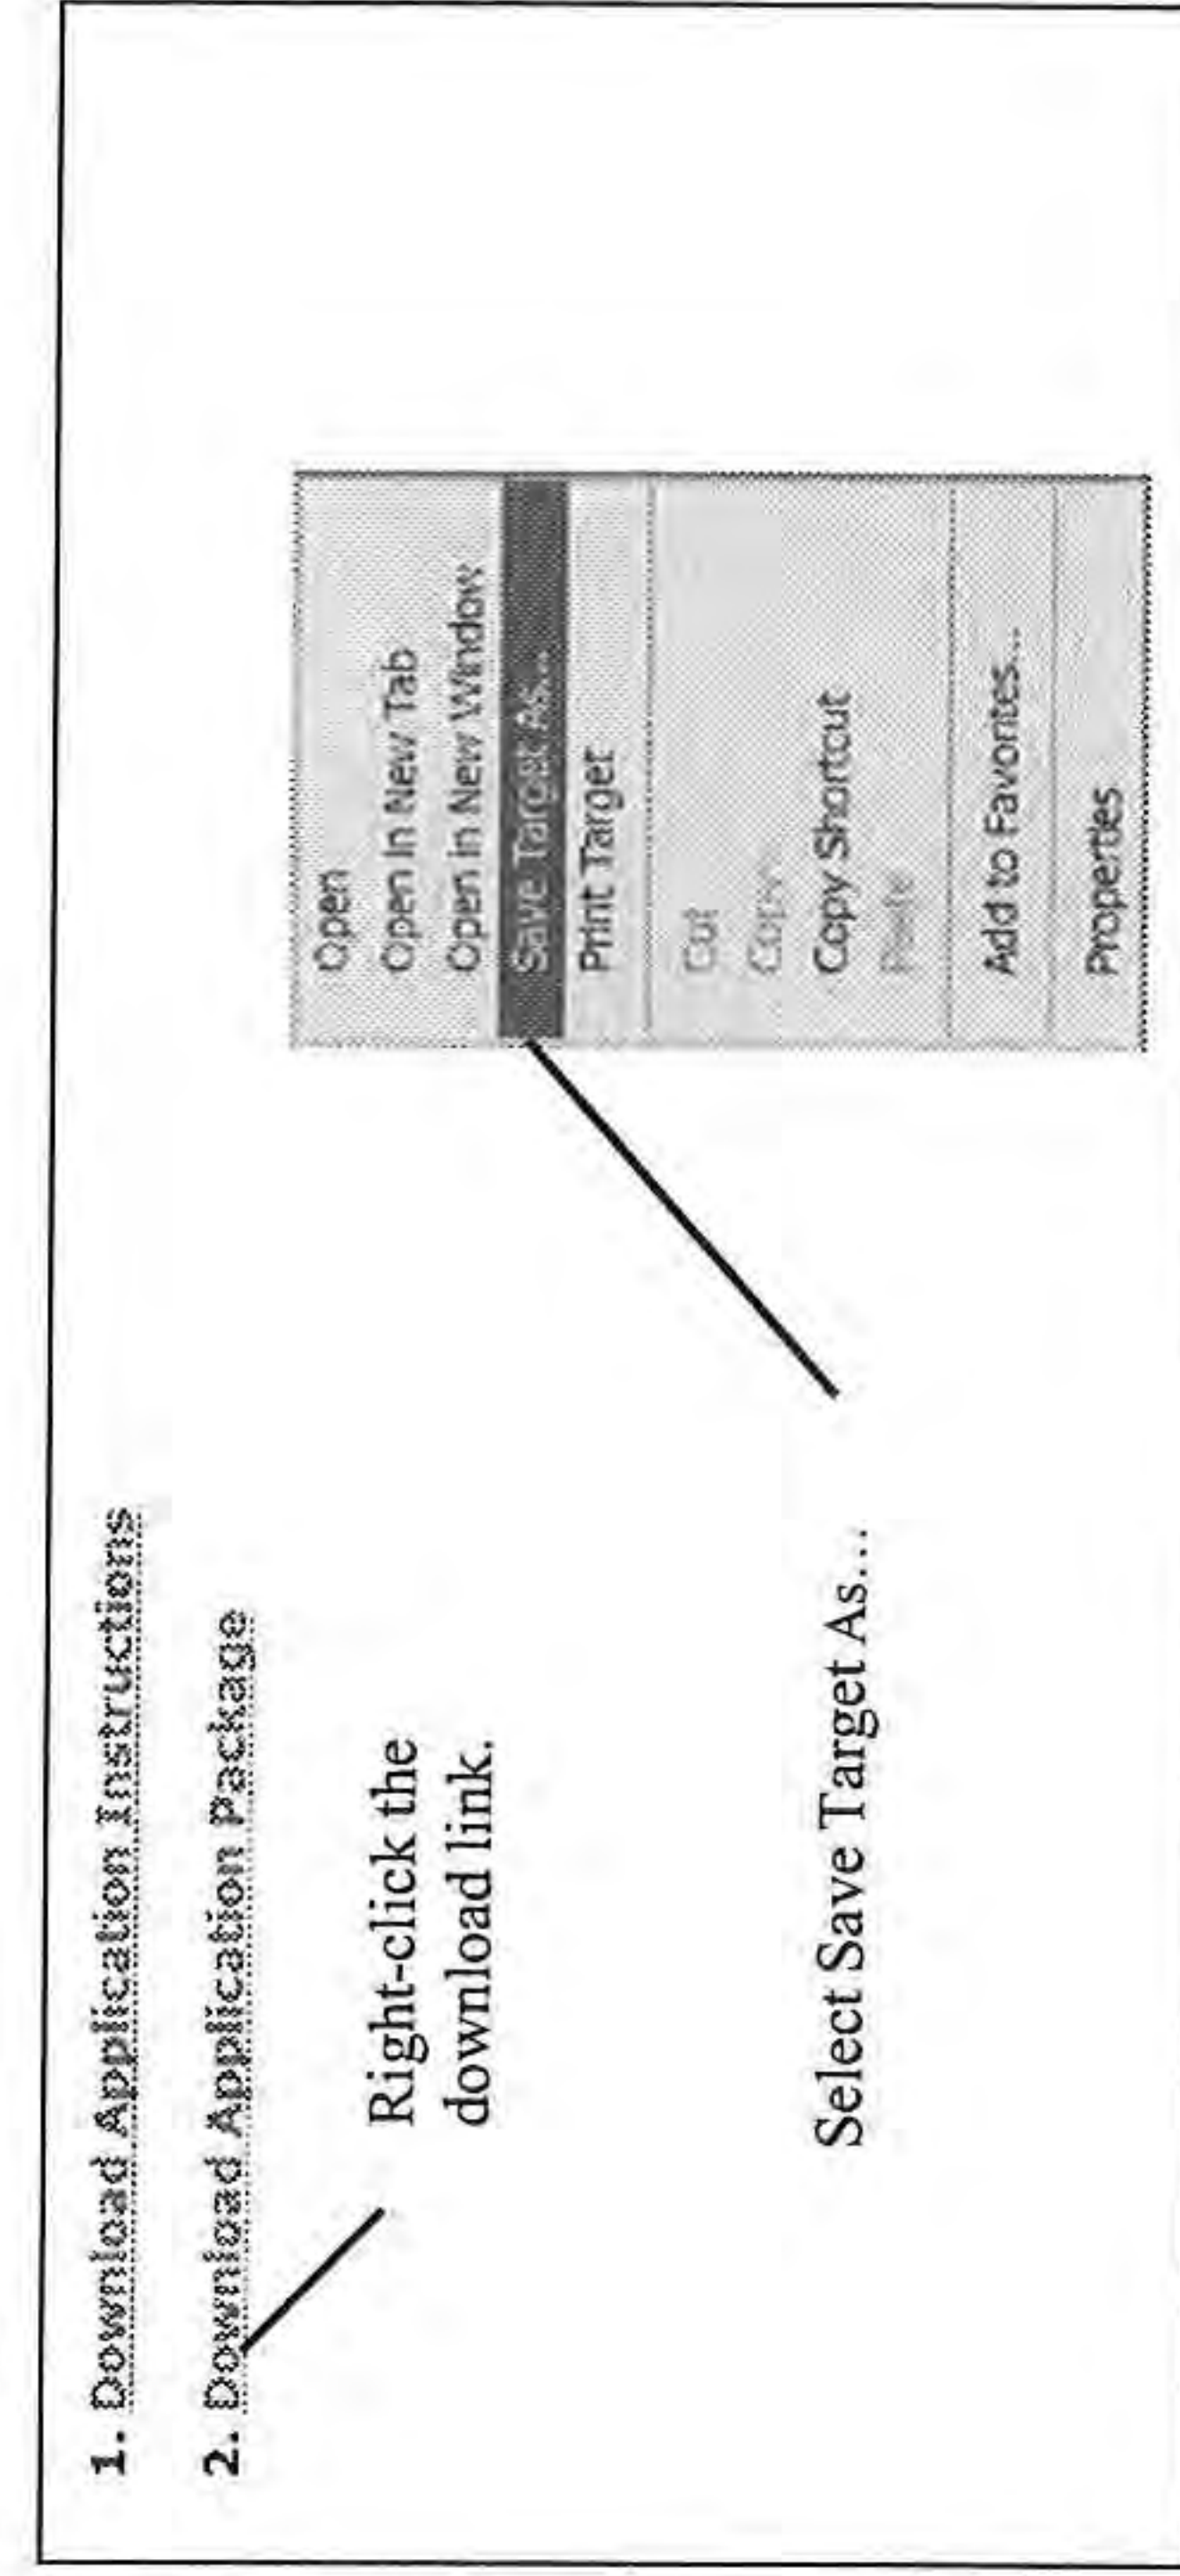 1. Download Application Instructions
2. Download Application Package
Right-click the
download link.
Select Save Target As...
Open
Open in New Tab
Open in New Window
Save Target As...
Print Target
Cut
Copy
Copy Shortcut
Paste
Add to Favorites...
Properties